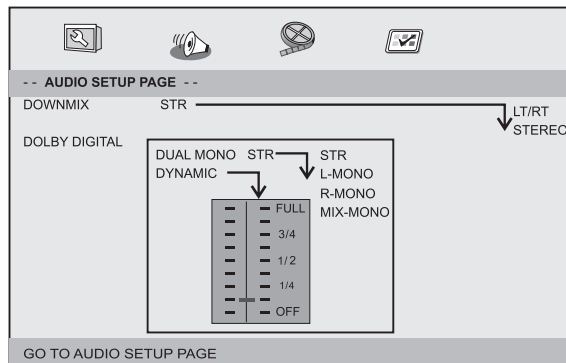 - - AUDIO SETUP PAGE - -
DOWNMIX STR LT/RT
STEREO
DOLBY DIGITAL
DUAL MONO STR STR
DYNAMIC L-MONO
R-MONO
FULL MIX-MONO
3/4
1/2
1/4
OFF
GO TO AUDIO SETUP PAGE